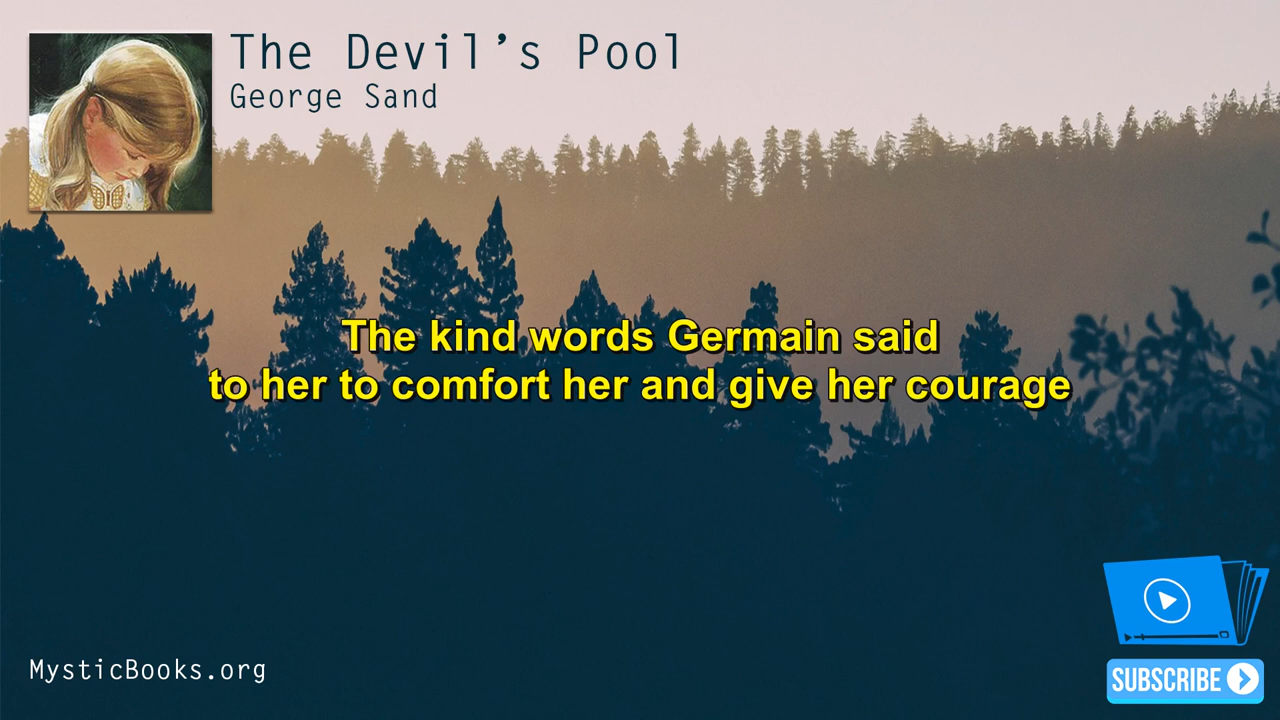 The Devil's Pool
George Sand
The kind words Germain said
to her to comfort her and give her courage
MysticBooks.org
SUBSCRIBE